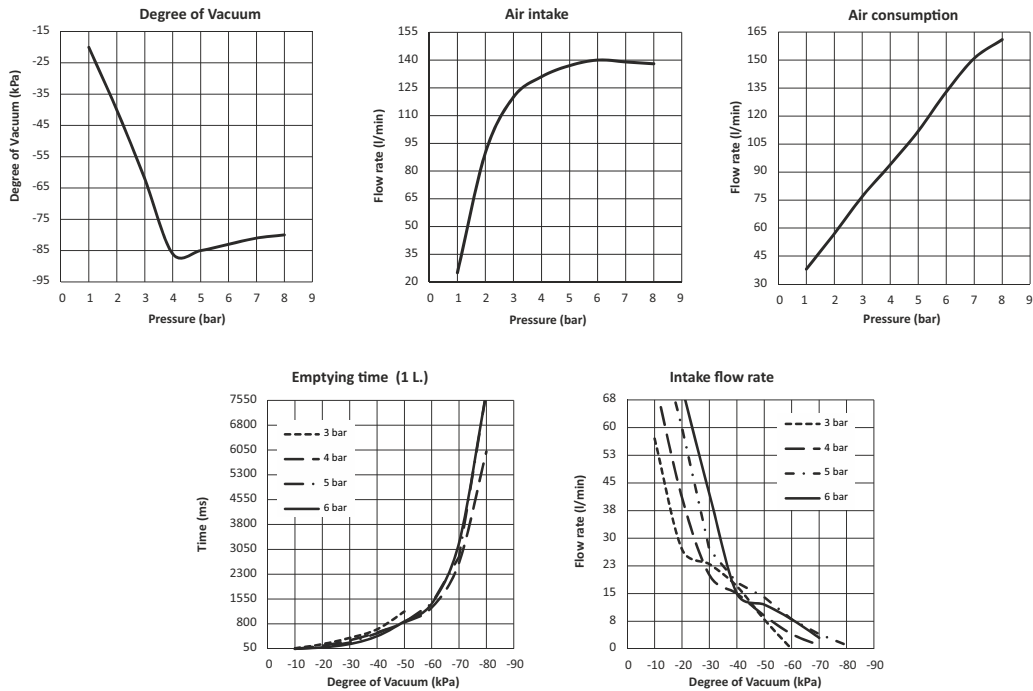 Degree of Vacuum
Degree of Vacuum (kPa)
-15
-25
-35
-45
-55
-65
-75
-85
-95
0 1 2 3 4 5 6 7 8 9
Pressure (bar)
Air intake
Flow rate (l/min)
155
140
125
110
95
80
65
50
35
20
0 1 2 3 4 5 6 7 8 9
Pressure (bar)
Air consumption
Flow rate (l/min)
165
150
135
120
105
90
75
60
45
30
0 1 2 3 4 5 6 7 8 9
Pressure (bar)
Emptying time (1 L.)
Time (ms)
7550
6800
6050
5300
4550
3800
3050
2300
1550
800
50
3 bar
4 bar
5 bar
6 bar
0 -10 -20 -30 -40 -50 -60 -70 -80 -90
Degree of Vacuum (kPa)
Intake flow rate
Flow rate (l/min)
68
60
53
45
38
30
23
15
8
0
3 bar
4 bar
5 bar
6 bar
0 -10 -20 -30 -40 -50 -60 -70 -80 -90
Degree of Vacuum (kPa)